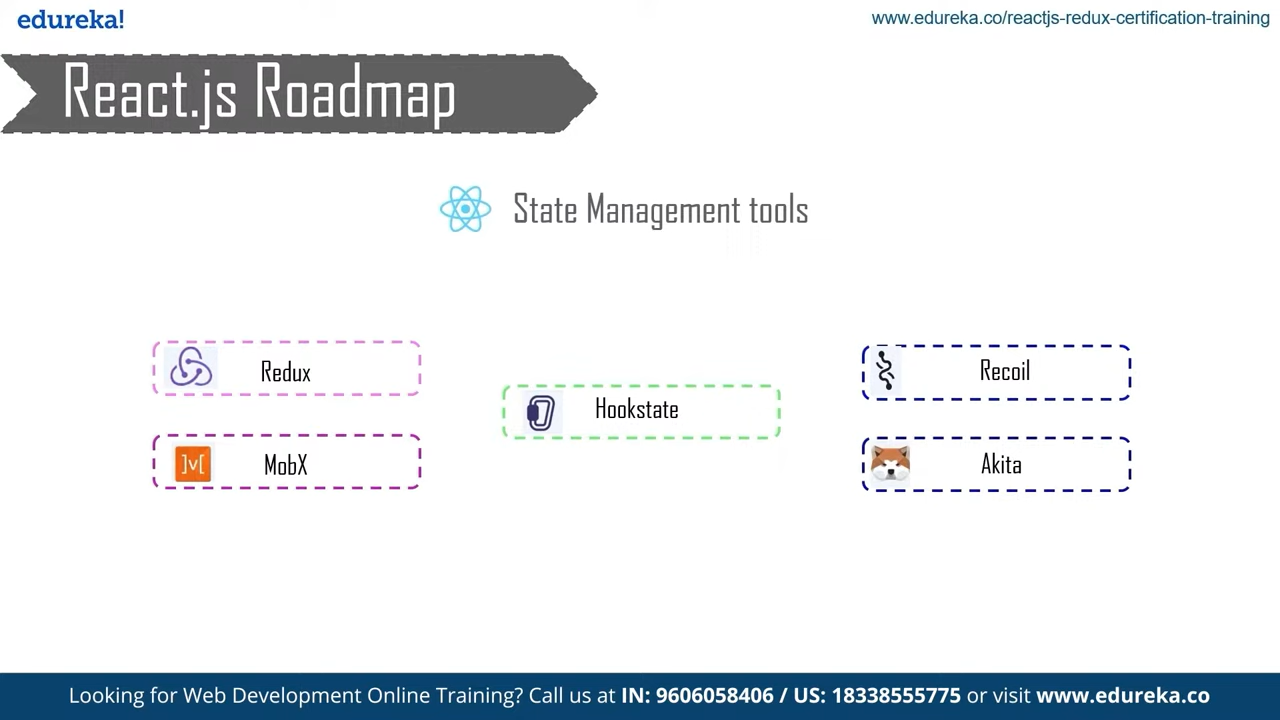 edureka!
www.edureka.co/reactjs-redux-certification-training
React.js Roadmap
State Management tools
Redux
MobX
Hookstate
Recoil
Akita
Looking for Web Development Online Training? Call us at IN: 9606058406 / US: 18338555775 or visit www.edureka.co